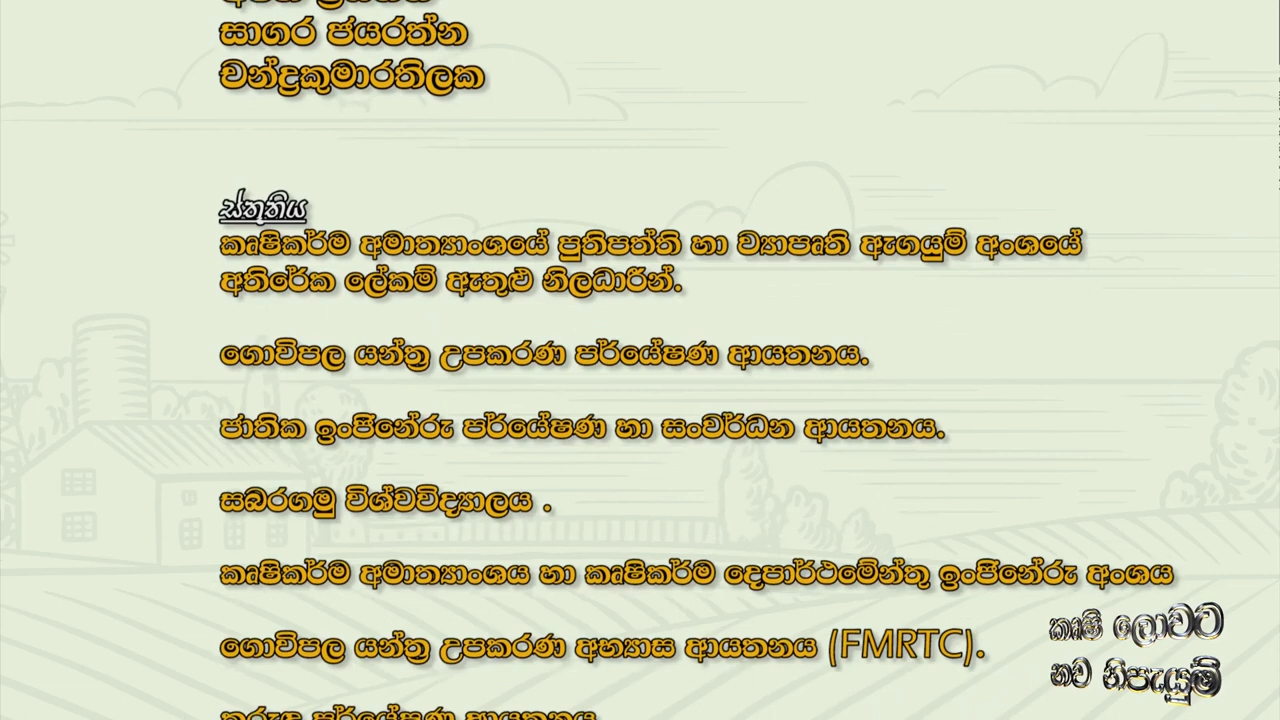 සාගර ජයරත්න
චන්ද්‍රකුමාරතිලක
ස්තූතිය
කෘෂිකර්ම අමාත්‍යාංශයේ ප්‍රතිපත්ති හා ව්‍යාපෘති ඇගයුම් අංශයේ
අතිරේක ලේකම් ඇතුළු නිලධාරීන්.
ගොවිපල යන්ත්‍ර උපකරණ පර්යේෂණ ආයතනය.
ජාතික ඉංජිනේරු පර්යේෂණ හා සංවර්ධන ආයතනය.
සබරගමු විශ්වවිද්‍යාලය .
කෘෂිකර්ම අමාත්‍යාංශය හා කෘෂිකර්ම දෙපාර්ථමේන්තු ඉංජිනේරු අංශය
ගොවිපල යන්ත්‍ර උපකරණ අභ්‍යාස ආයතනය (FMRTC).
කෘෂි ලොවට
නව නිපැයුම්